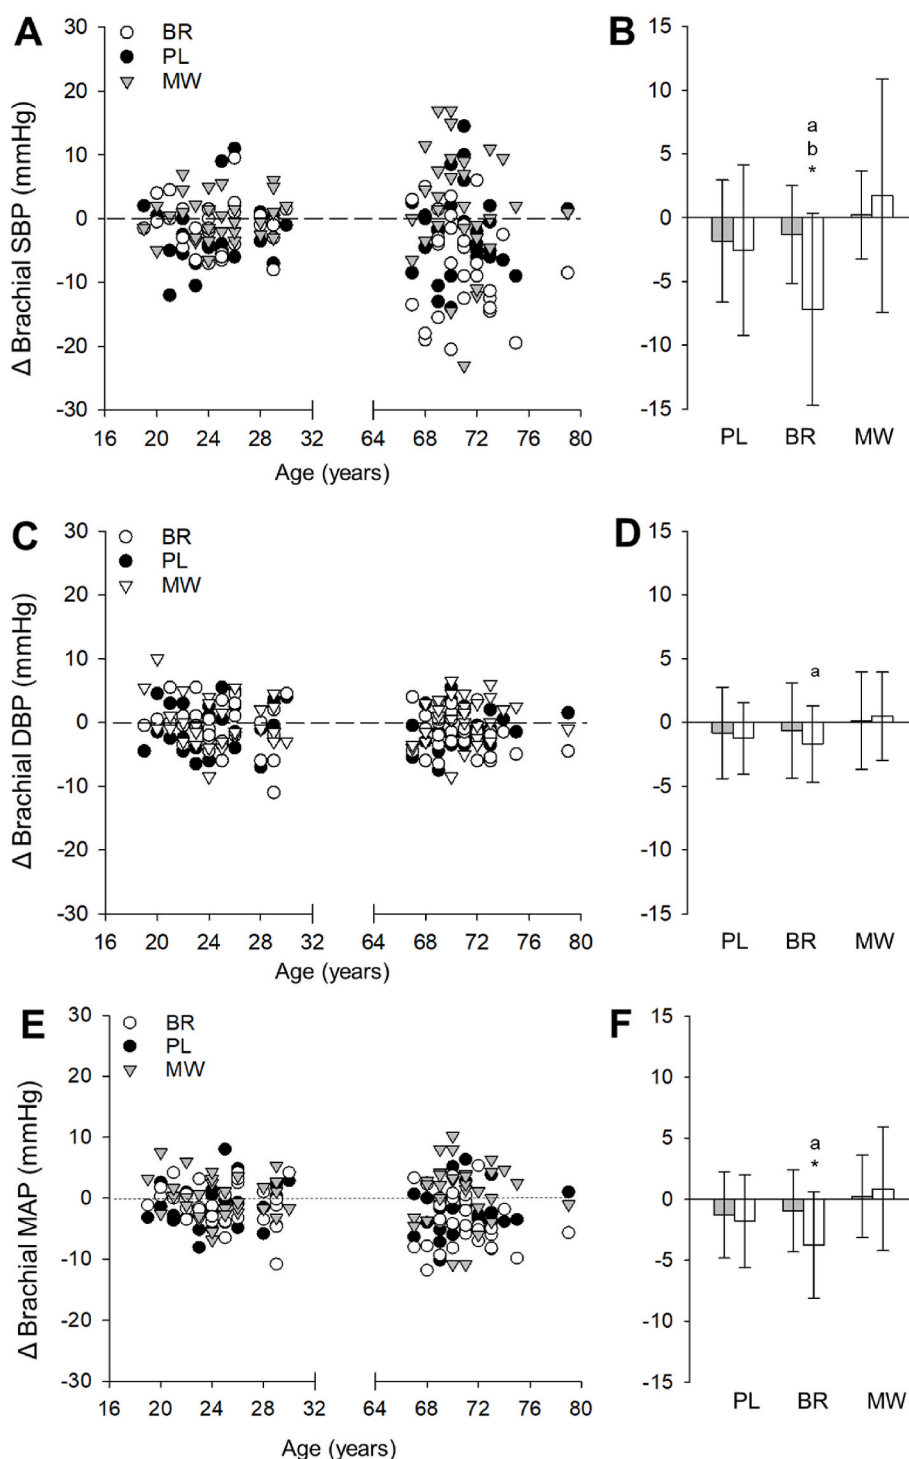 A
B
Δ Brachial SBP (mmHg)
30
20
10
0
-10
-20
-30
BR
PL
MW
16 20 24 28 32 64 68 72 76 80
Age (years)
15
10
5
0
-5
-10
-15
a
b
*
PL BR MW
C
D
Δ Brachial DBP (mmHg)
30
20
10
0
-10
-20
-30
BR
PL
MW
16 20 24 28 32 64 68 72 76 80
Age (years)
15
10
5
0
-5
-10
-15
a
PL BR MW
E
F
Δ Brachial MAP (mmHg)
30
20
10
0
-10
-20
-30
BR
PL
MW
16 20 24 28 32 64 68 72 76 80
Age (years)
15
10
5
0
-5
-10
-15
a
*
PL BR MW